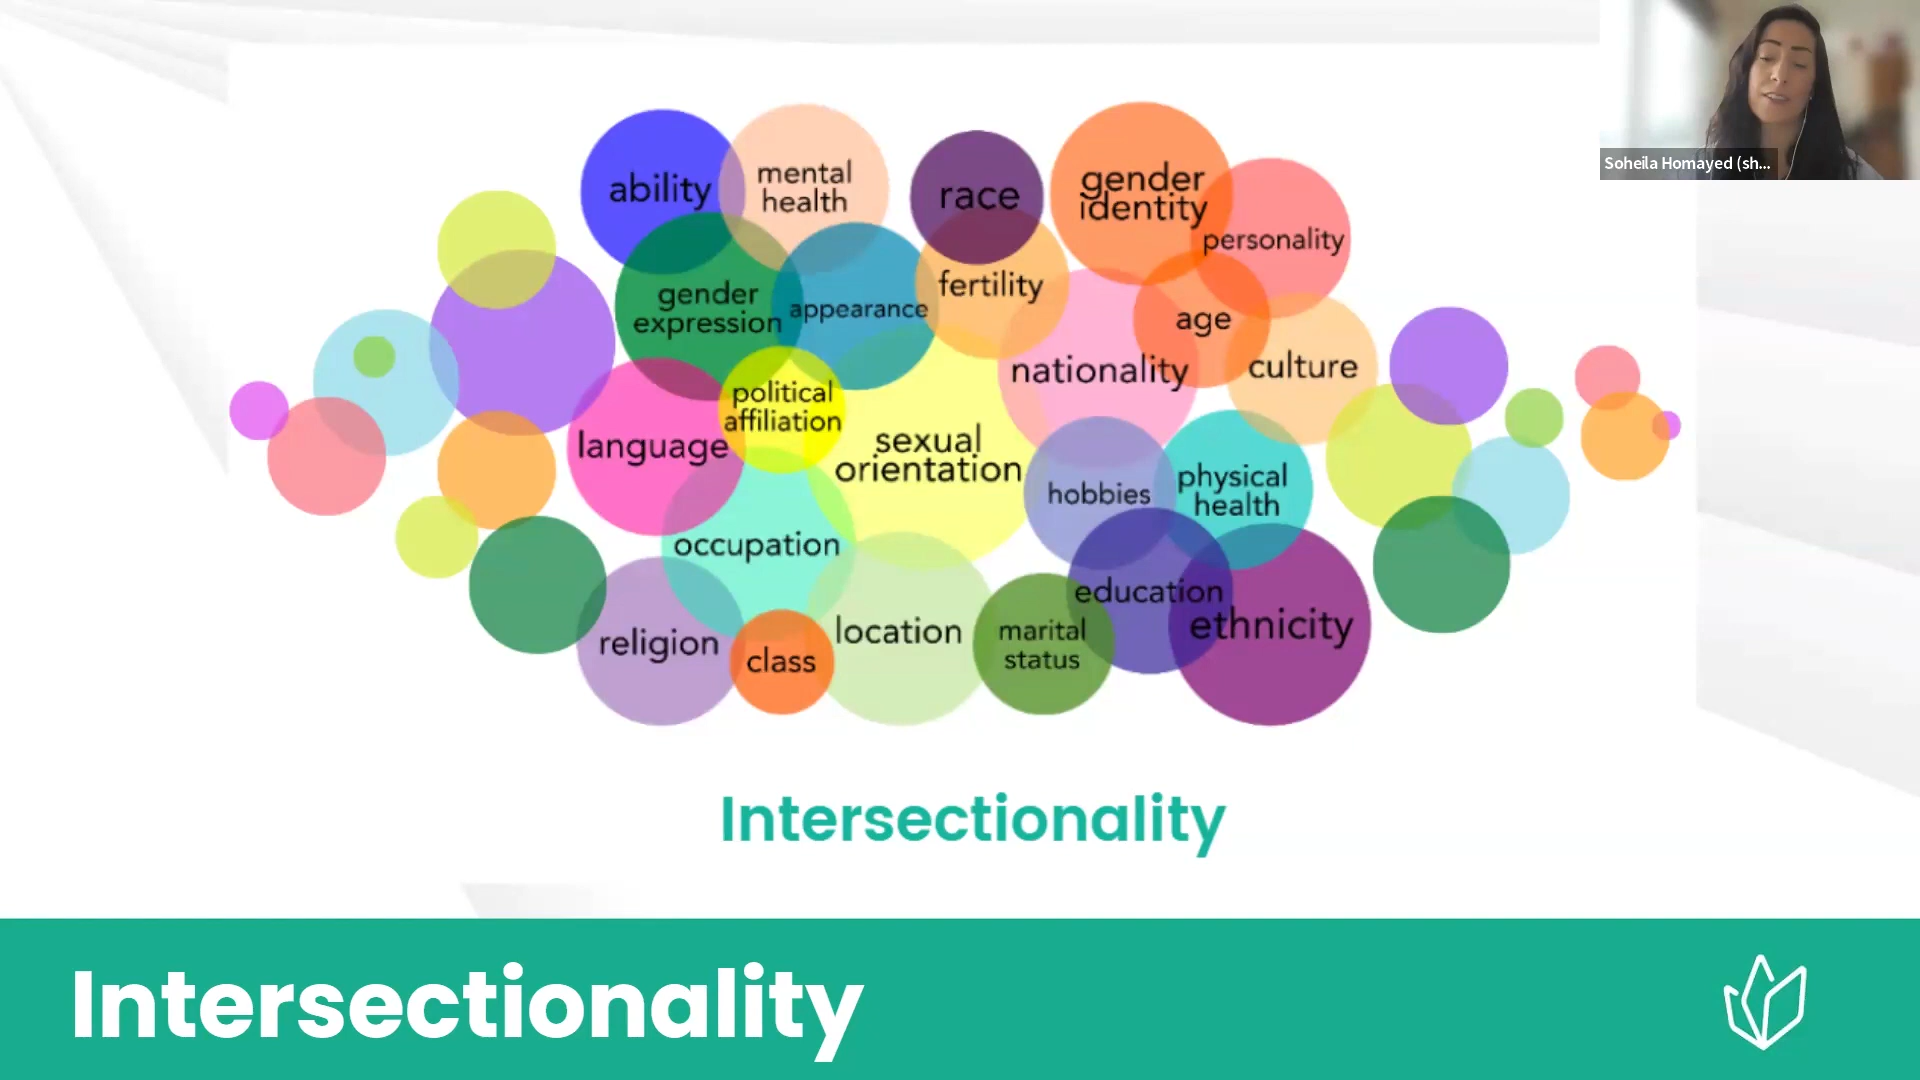 Soheila Homayed (sh...
ability
mental
health
race
gender
identity
personality
gender
expression
appearance
fertility
age
nationality
culture
political
affiliation
language
sexual
orientation
hobbies
physical
health
occupation
education
ethnicity
religion
class
location
marital
status
Intersectionality
Intersectionality